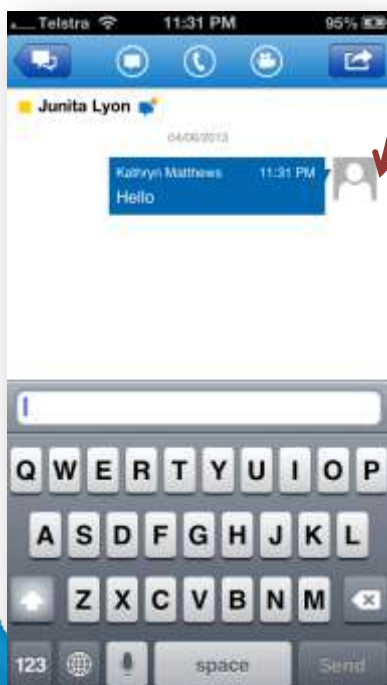 Telstra 11:31 PM 95%
Junita Lyon
04/06/2013
Kathryn Matthews 11:31 PM
Hello
Q W E R T Y U I O P
A S D F G H J K L
Z X C V B N M
123 space Send